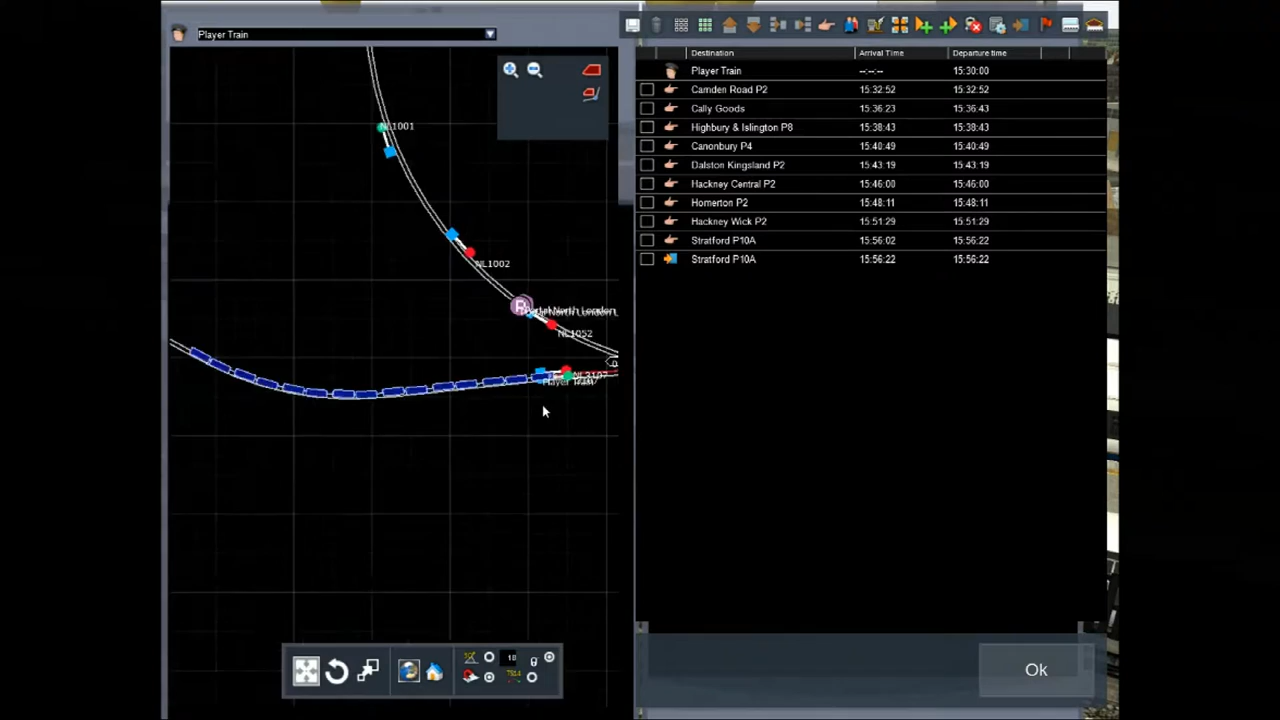 Player Train
NL1001
NL1002
NL1052
Destination Arrival Time Departure time
Player Train --:--:-- 15:30:00
Camden Road P2 15:32:52 15:32:52
Cally Goods 15:36:23 15:36:43
Highbury & Islington P8 15:38:43 15:38:43
Canonbury P4 15:40:49 15:40:49
Dalston Kingsland P2 15:43:19 15:43:19
Hackney Central P2 15:46:00 15:46:00
Homerton P2 15:48:11 15:48:11
Hackney Wick P2 15:51:29 15:51:29
Stratford P10A 15:56:02 15:56:22
Stratford P10A 15:56:22 15:56:22
18
Ok